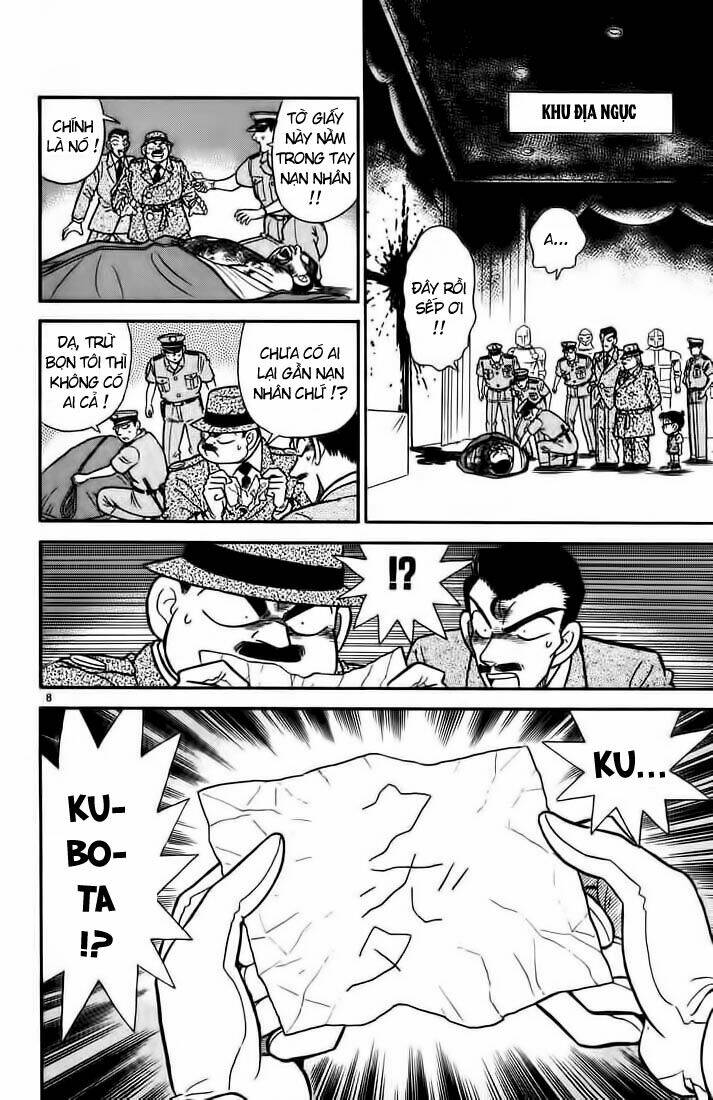 KHU ĐỊA NGỤC
A...
ĐÂY RỒI
SẾP ƠI
!!
TỜ GIẤY
NÀY NẰM
TRONG TAY
NẠN NHÂN
!!
CHÍNH
LÀ NÓ !
CHƯA CÓ AI
LẠI GẦN NẠN
NHÂN CHỨ !?
DẠ, TRỪ
BỌN TÔI THÌ
KHÔNG CÓ
AI CẢ !
!?
8
KU...
KU-
BO-
TA
!?